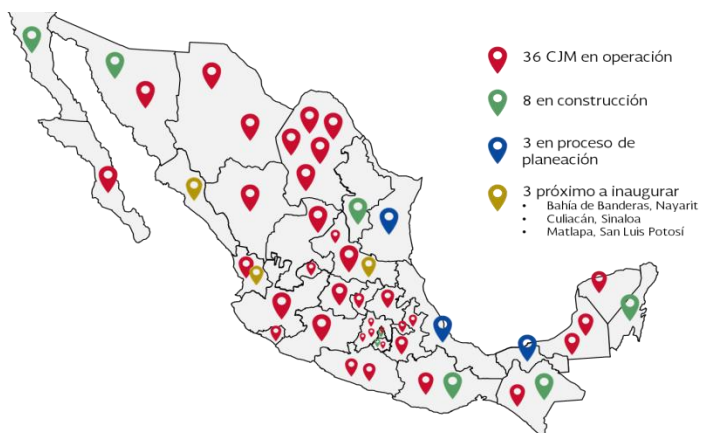 36 CJM en operación
8 en construcción
3 en proceso de
planeación
3 próximo a inaugurar
• Bahía de Banderas, Nayarit
• Culiacán, Sinaloa
• Matlapa, San Luis Potosí